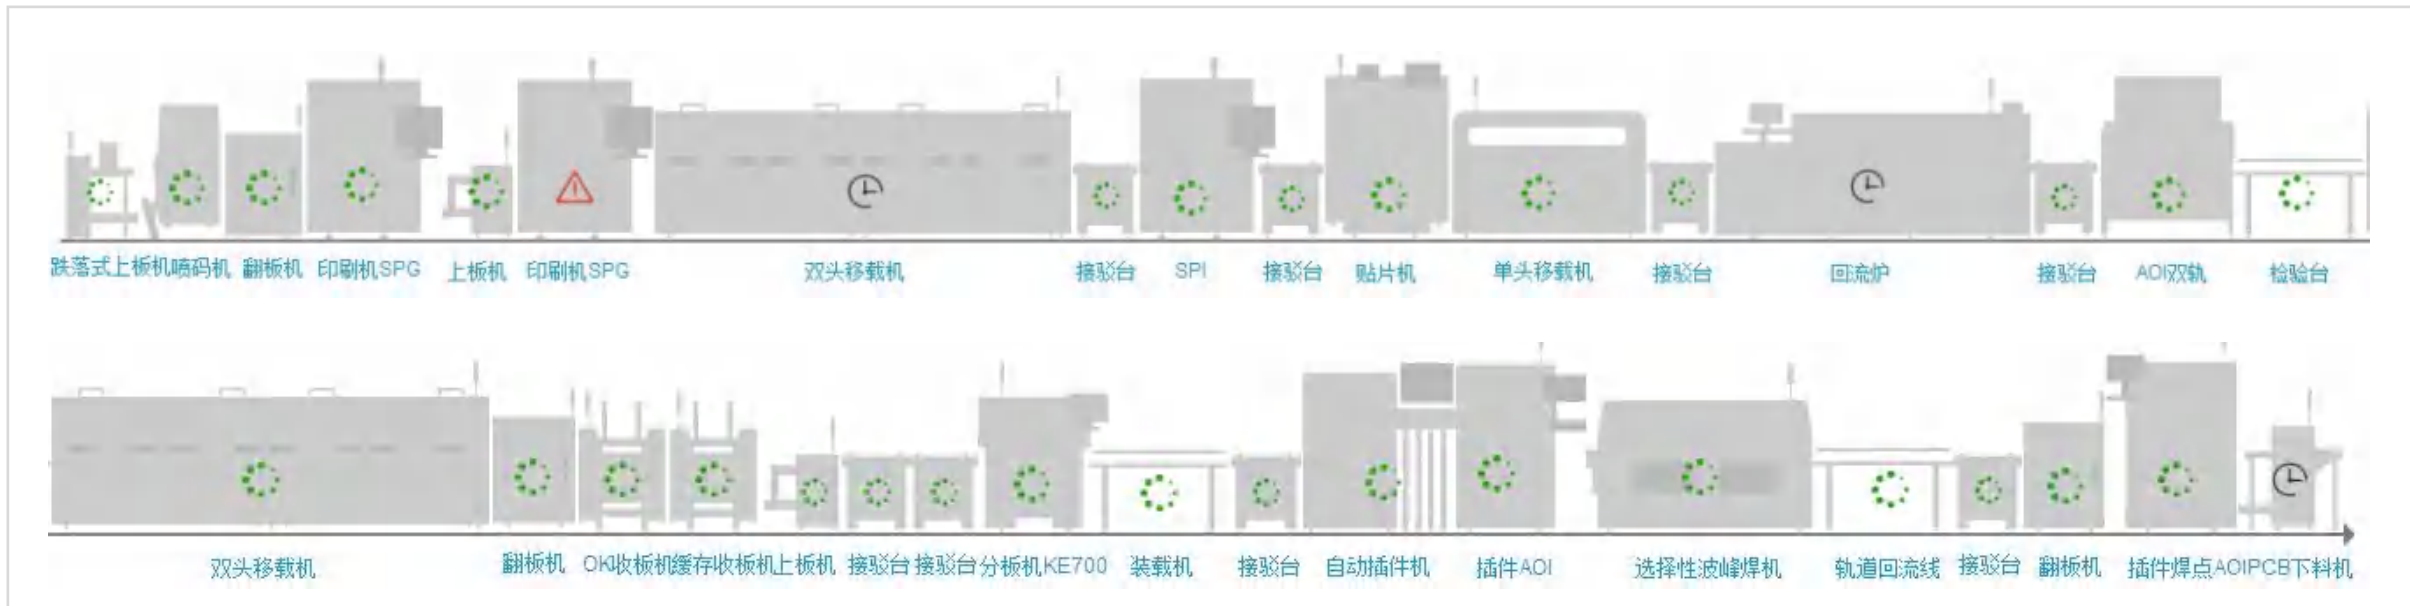 跌落式上板机喷码机 翻板机 印刷机SPG 上板机 印刷机SPG 双头移载机 接驳台 SPI 接驳台 贴片机 单头移载机 接驳台 回流炉 接驳台 AOI双轨 检验台
双头移载机 翻板机 OK收板机缓存收板机上板机 接驳台 接驳台 分板机KE700 装载机 接驳台 自动插件机 插件AOI 选择性波峰焊机 轨道回流线 接驳台 翻板机 插件焊点AOIPCB下料机